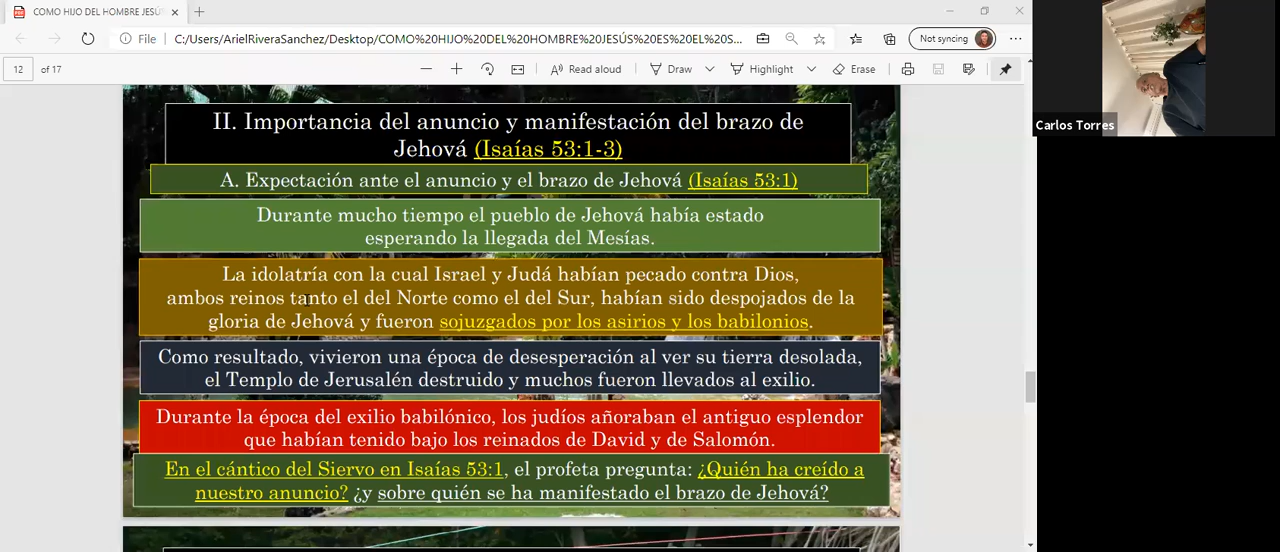 COMO HIJO DEL HOMBRE JESÚ
File
C:/Users/ArielRiveraSanchez/Desktop/COMO%20HIJO%20DEL%20HOMBRE%20JESÚS%20ES%20EL%20S...
Not syncing
12 of 17
Read aloud
Draw
Highlight
Erase
II. Importancia del anuncio y manifestación del brazo de
Jehová (Isaías 53:1-3)
A. Expectación ante el anuncio y el brazo de Jehová (Isaías 53:1)
Durante mucho tiempo el pueblo de Jehová había estado
esperando la llegada del Mesías.
La idolatría con la cual Israel y Judá habían pecado contra Dios,
ambos reinos tanto el del Norte como el del Sur, habían sido despojados de la
gloria de Jehová y fueron sojuzgados por los asirios y los babilonios.
Como resultado, vivieron una época de desesperación al ver su tierra desolada,
el Templo de Jerusalén destruido y muchos fueron llevados al exilio.
Durante la época del exilio babilónico, los judíos añoraban el antiguo esplendor
que habían tenido bajo los reinados de David y de Salomón.
En el cántico del Siervo en Isaías 53:1, el profeta pregunta: ¿Quién ha creído a
nuestro anuncio? ¿y sobre quién se ha manifestado el brazo de Jehová?
Carlos Torres